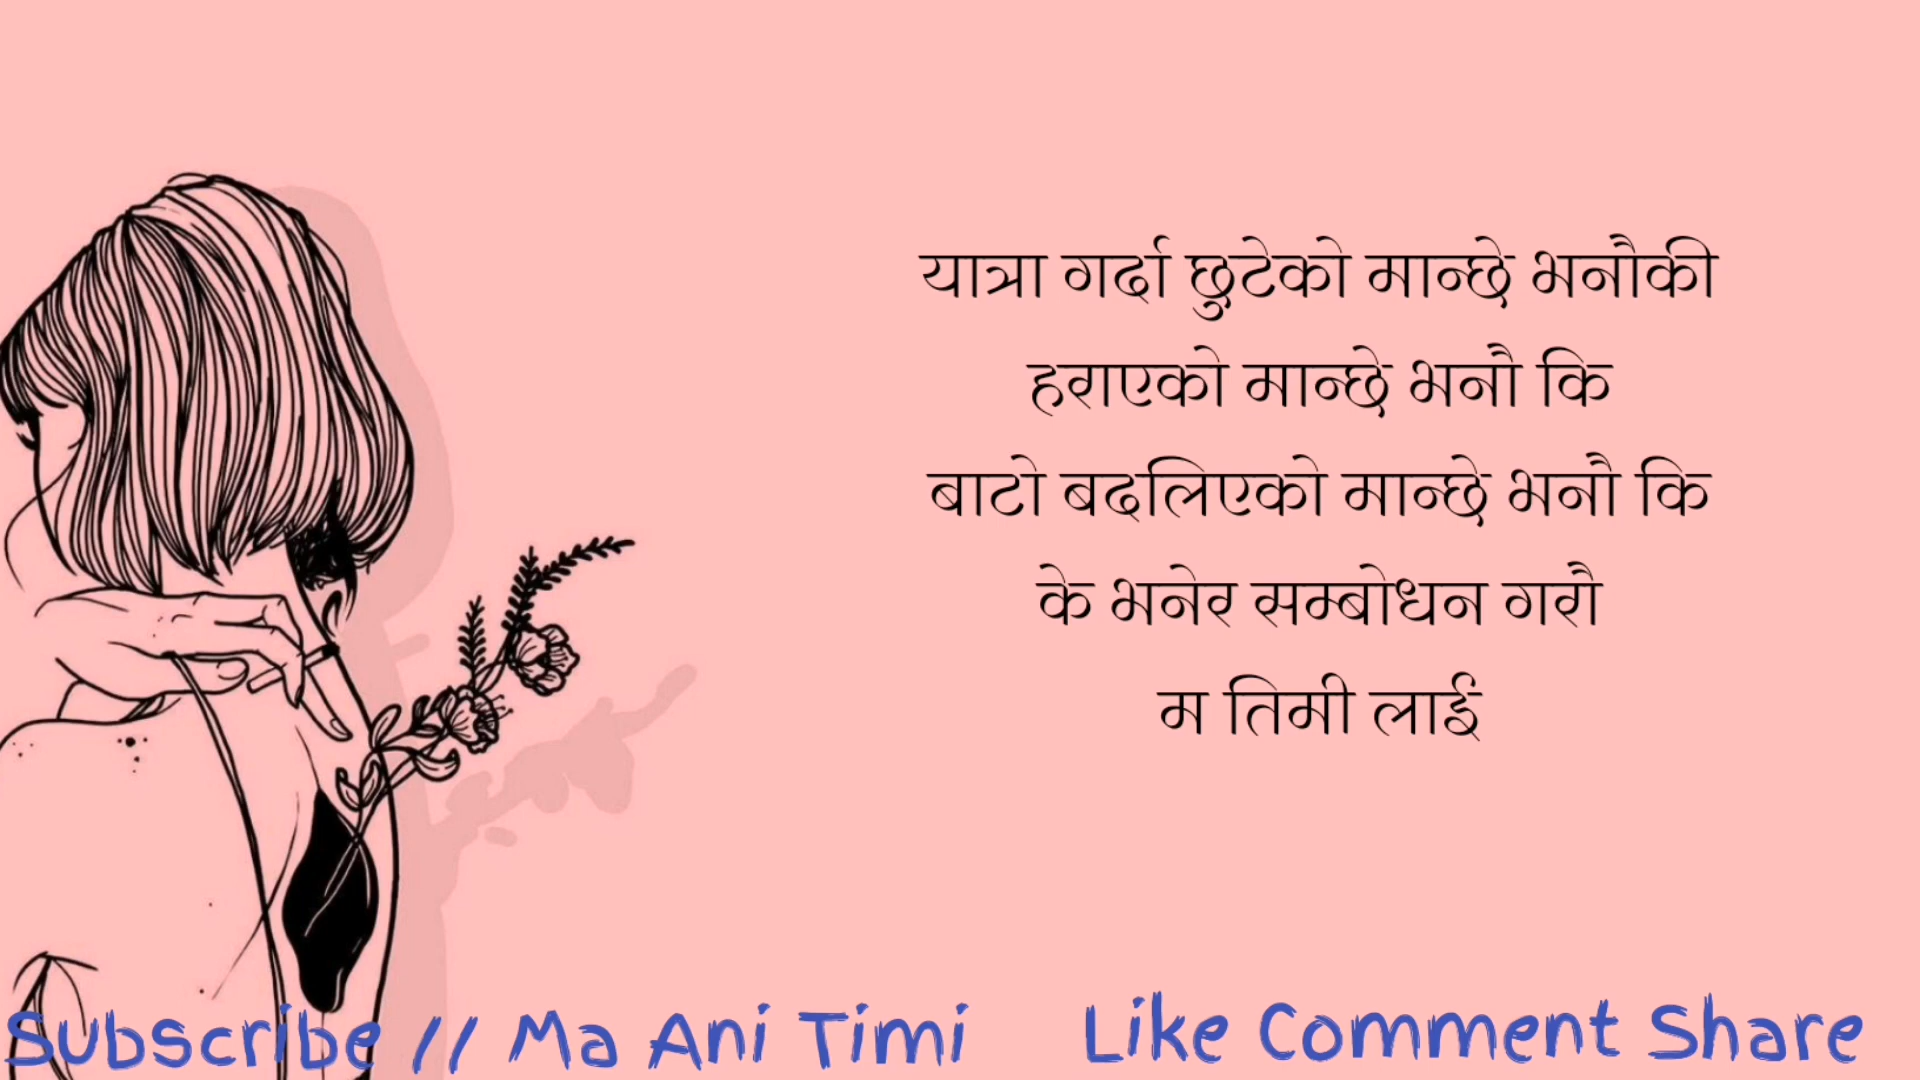 यात्रा गर्दा छुटेको मान्छे भनौकी
हराएको मान्छे भनौ कि
बाटो बदलिएको मान्छे भनौ कि
के भनेर सम्बोधन गरौ
म तिमी लाई
Subscribe // Ma Ani Timi Like Comment Share